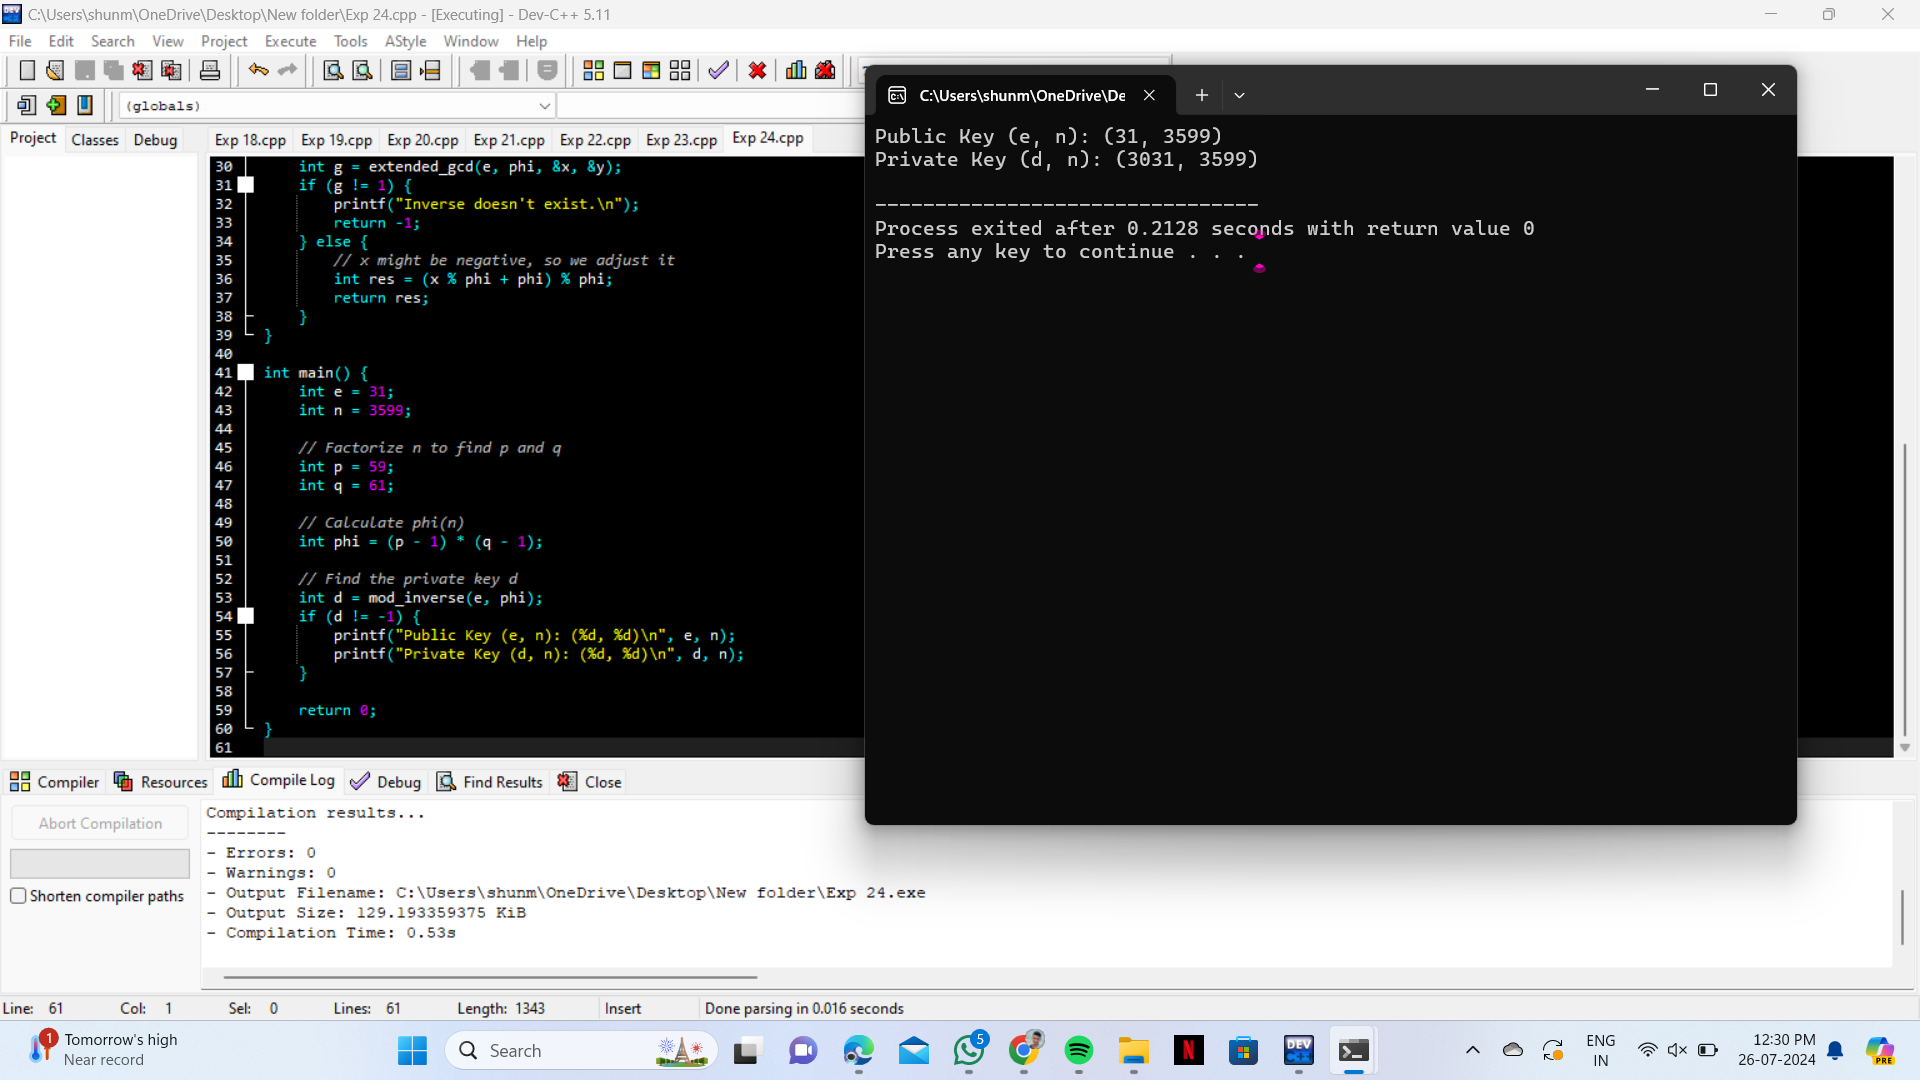 C:\Users\shunm\OneDrive\Desktop\New folder\Exp 24.cpp - [Executing] - Dev-C++ 5.11
File Edit Search View Project Execute Tools AStyle Window Help
(globals)
Project Classes Debug
Exp 18.cpp Exp 19.cpp Exp 20.cpp Exp 21.cpp Exp 22.cpp Exp 23.cpp Exp 24.cpp
30 int g = extended_gcd(e, phi, &x, &y);
31 if (g != 1) {
32 printf("Inverse doesn't exist.\n");
33 return -1;
34 } else {
35 // x might be negative, so we adjust it
36 int res = (x % phi + phi) % phi;
37 return res;
38 }
39 }
40
41 int main() {
42 int e = 31;
43 int n = 3599;
44
45 // Factorize n to find p and q
46 int p = 59;
47 int q = 61;
48
49 // Calculate phi(n)
50 int phi = (p - 1) * (q - 1);
51
52 // Find the private key d
53 int d = mod_inverse(e, phi);
54 if (d != -1) {
55 printf("Public Key (e, n): (%d, %d)\n", e, n);
56 printf("Private Key (d, n): (%d, %d)\n", d, n);
57 }
58
59 return 0;
60 }
61
C:\Users\shunm\OneDrive\De
Public Key (e, n): (31, 3599)
Private Key (d, n): (3031, 3599)
--------------------------------
Process exited after 0.2128 seconds with return value 0
Press any key to continue . . .
Compiler Resources Compile Log Debug Find Results Close
Abort Compilation
Shorten compiler paths
Compilation results...
--------
- Errors: 0
- Warnings: 0
- Output Filename: C:\Users\shunm\OneDrive\Desktop\New folder\Exp 24.exe
- Output Size: 129.193359375 KiB
- Compilation Time: 0.53s
Line: 61 Col: 1 Sel: 0 Lines: 61 Length: 1343 Insert Done parsing in 0.016 seconds
1
Tomorrow's high
Near record
Search
5
N
DEV
C++
ENG
IN
12:30 PM
26-07-2024
PRE